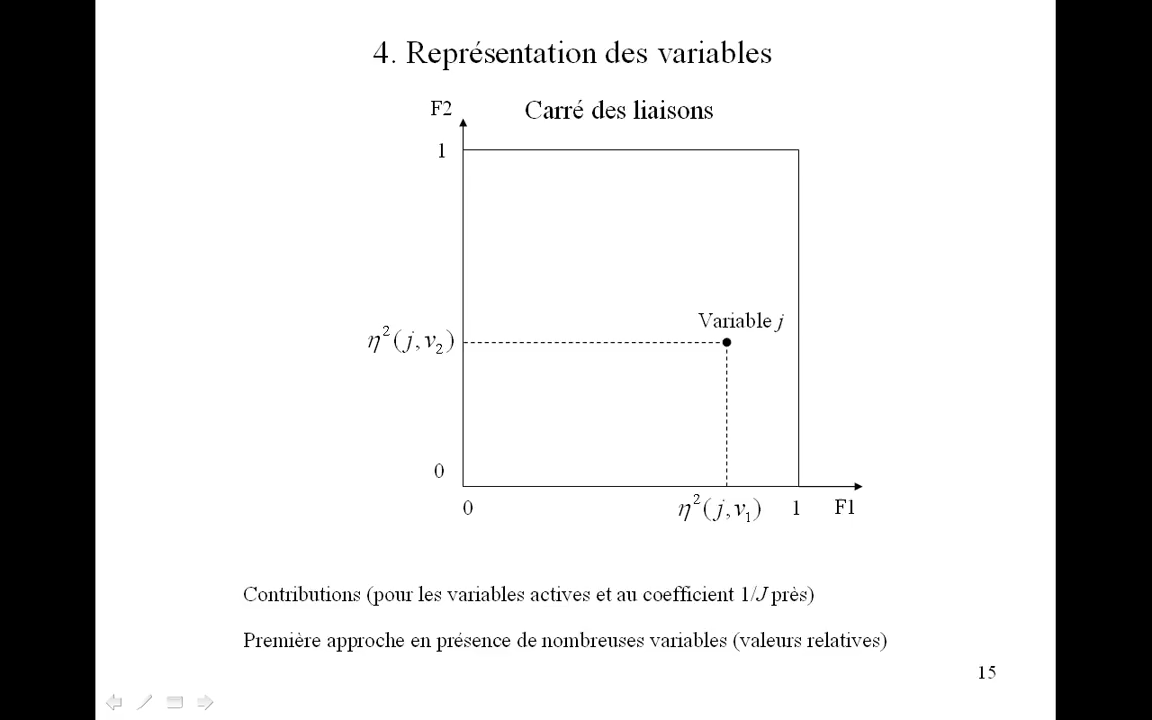 4. Représentation des variables
F2
Carré des liaisons
1
Variable j
η²(j,v₂)
0
0
η²(j,v₁)
1
F1
Contributions (pour les variables actives et au coefficient 1/J près)
Première approche en présence de nombreuses variables (valeurs relatives)
15